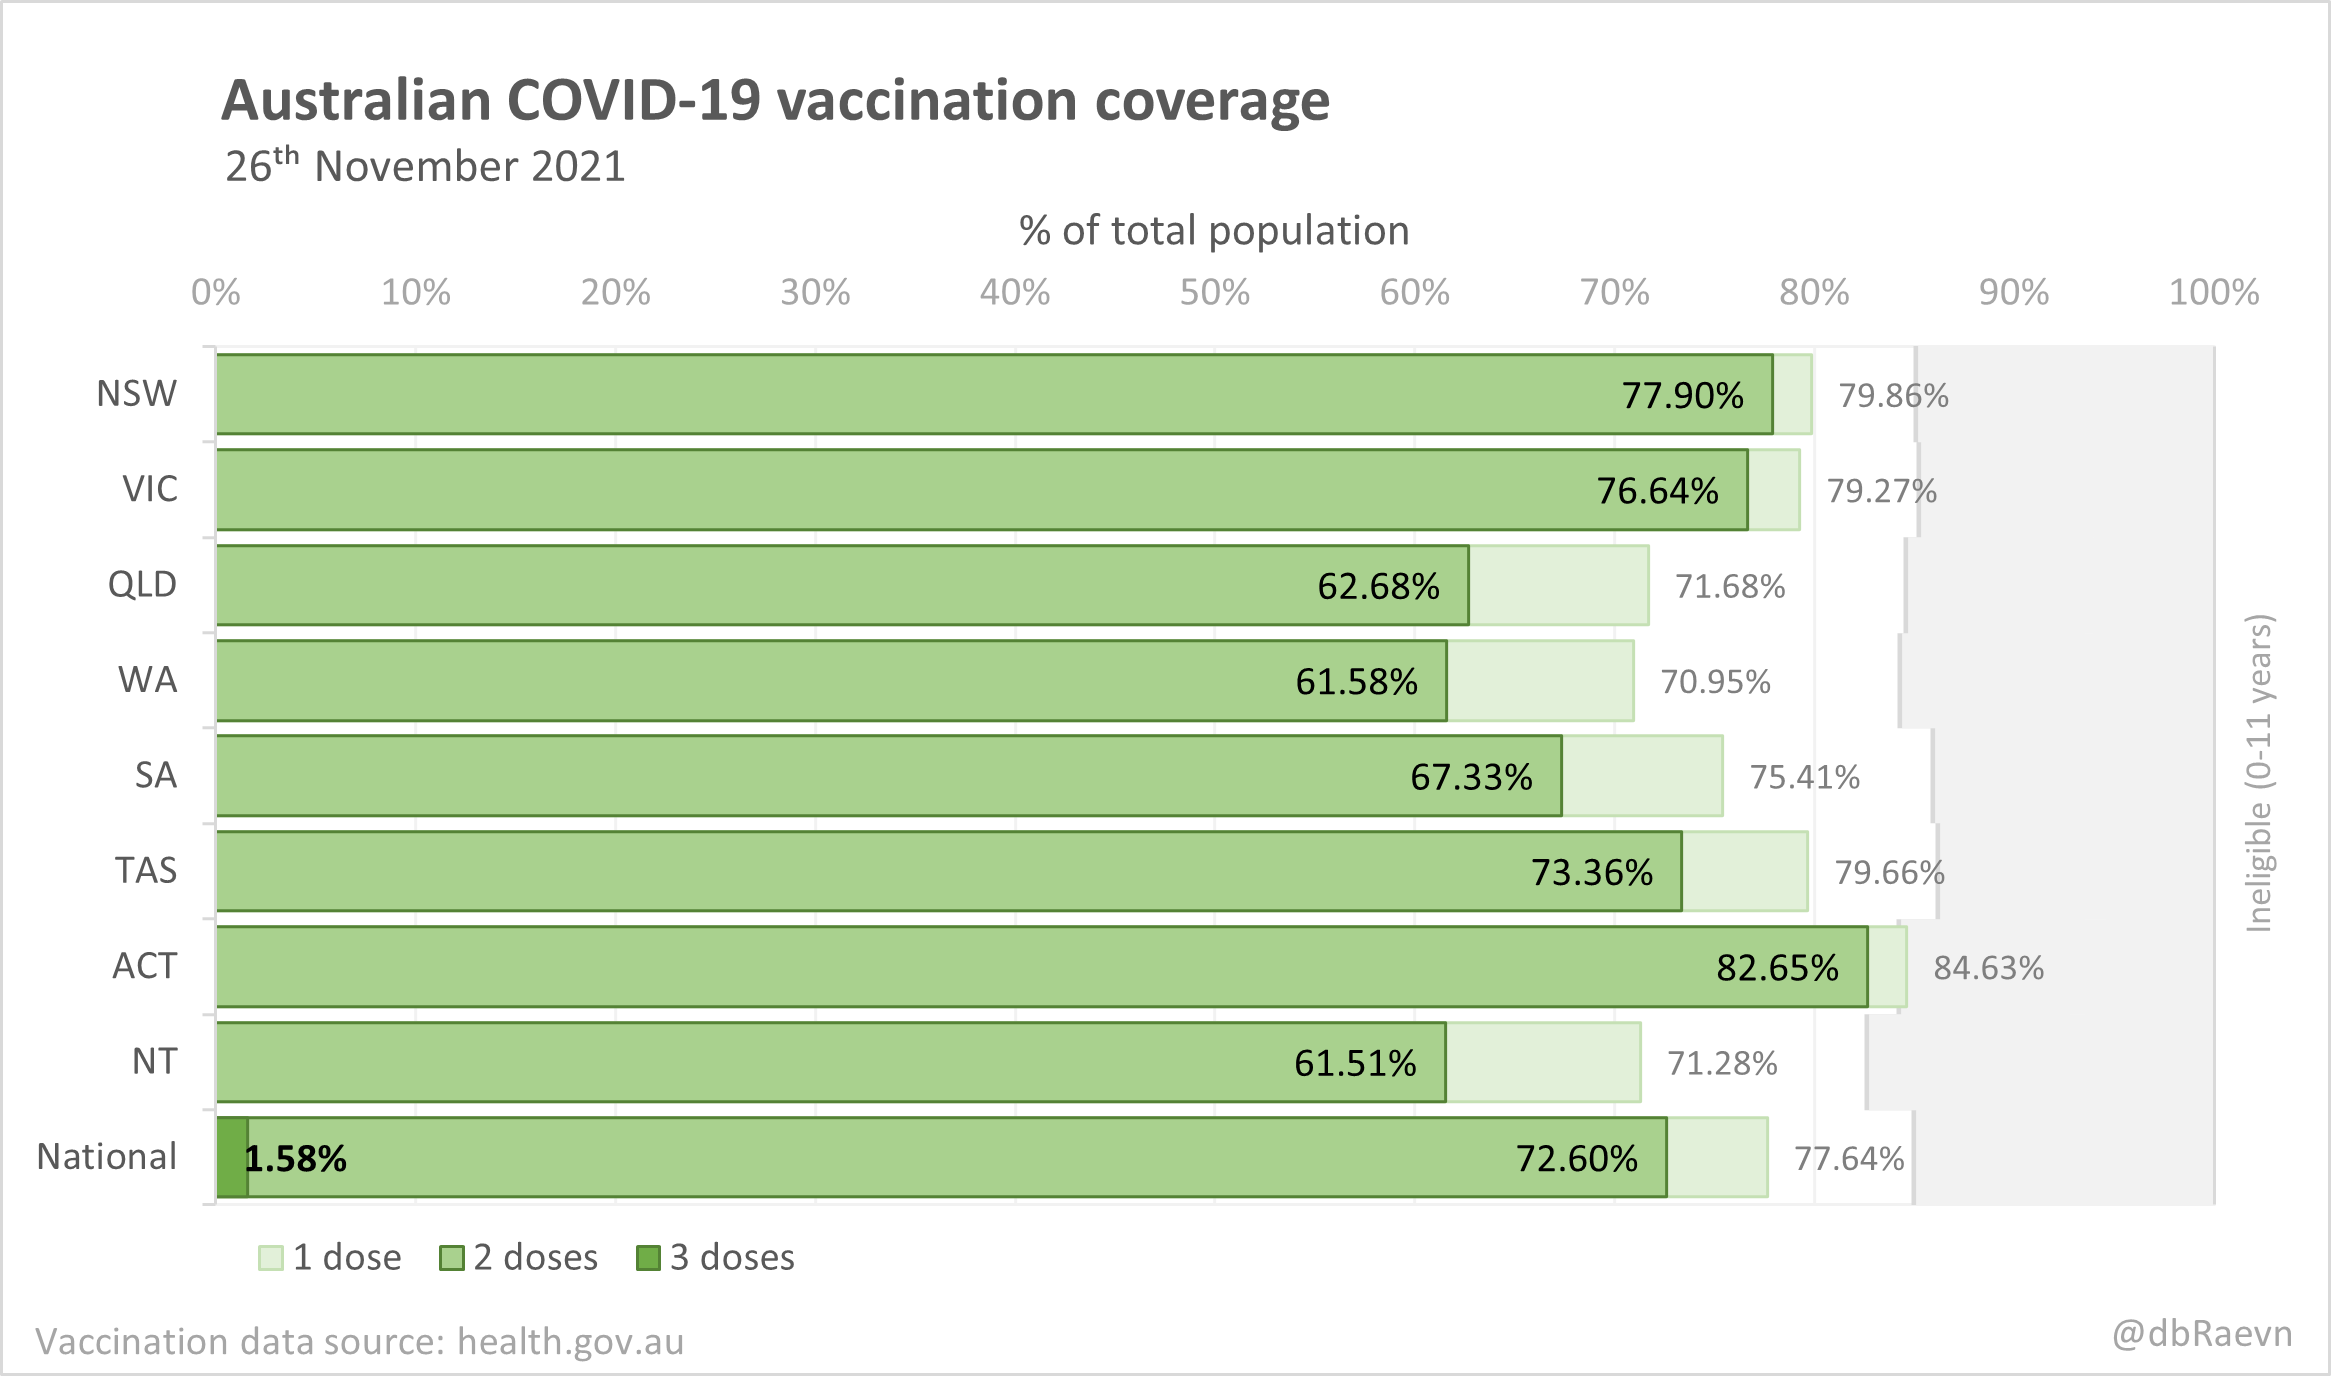 Australian COVID-19 vaccination coverage
26th November 2021
% of total population
0% 10% 20% 30% 40% 50% 60% 70% 80% 90% 100%
NSW 77.90% 79.86%
VIC 76.64% 79.27%
QLD 62.68% 71.68%
WA 61.58% 70.95%
SA 67.33% 75.41%
TAS 73.36% 79.66%
ACT 82.65% 84.63%
NT 61.51% 71.28%
National 1.58% 72.60% 77.64%
Ineligible (0-11 years)
1 dose 2 doses 3 doses
Vaccination data source: health.gov.au
@dbRaevn